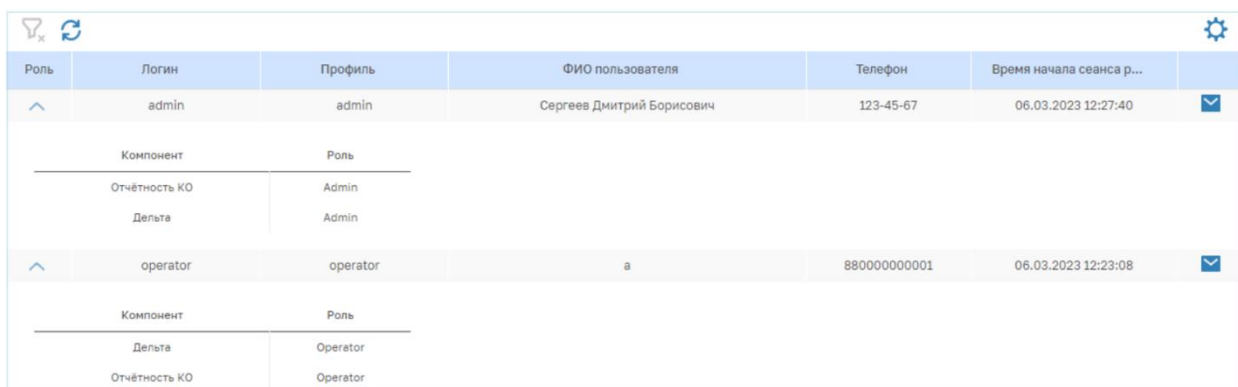 Роль Логин Профиль ФИО пользователя Телефон Время начала сеанса р...
admin admin Сергеев Дмитрий Борисович 123-45-67 06.03.2023 12:27:40
Компонент Роль
Отчётность КО Admin
Дельта Admin
operator operator a 880000000001 06.03.2023 12:23:08
Компонент Роль
Дельта Operator
Отчётность КО Operator